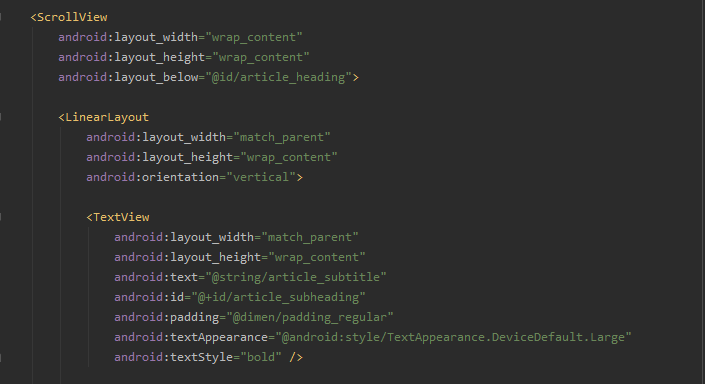 <ScrollView
android:layout_width="wrap_content"
android:layout_height="wrap_content"
android:layout_below="@id/article_heading">
<LinearLayout
android:layout_width="match_parent"
android:layout_height="wrap_content"
android:orientation="vertical">
<TextView
android:layout_width="match_parent"
android:layout_height="wrap_content"
android:text="@string/article_subtitle"
android:id="@+id/article_subheading"
android:padding="@dimen/padding_regular"
android:textAppearance="@android:style/TextAppearance.DeviceDefault.Large"
android:textStyle="bold" />